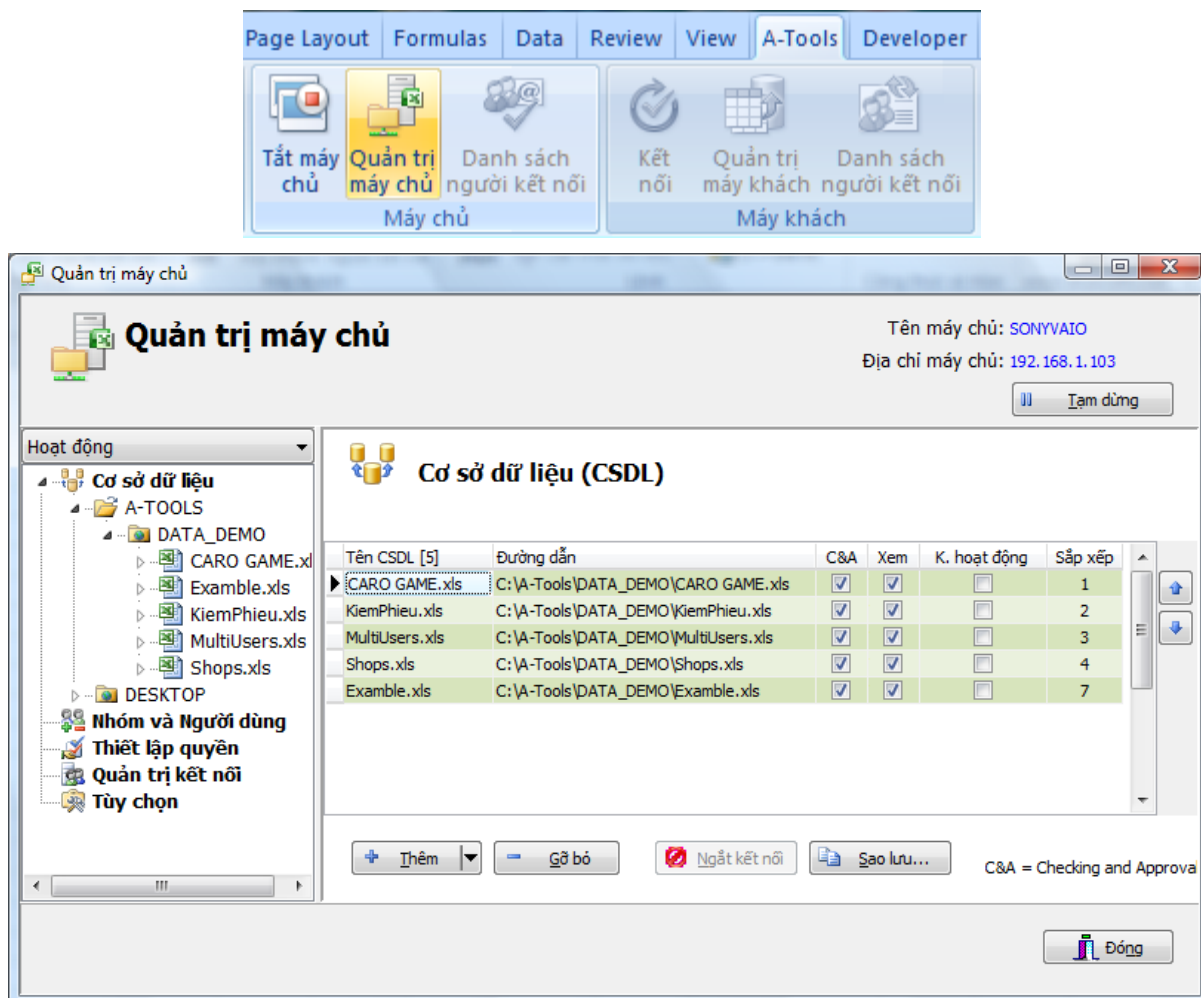 Page Layout Formulas Data Review View A-Tools Developer
Tắt máy chủ
Quản trị máy chủ
Danh sách người kết nối
Kết nối
Quản trị máy khách
Danh sách người kết nối
Máy chủ
Máy khách
Quản trị máy chủ
Quản trị máy chủ
Tên máy chủ: SONYVAIO
Địa chỉ máy chủ: 192.168.1.103
Tạm dừng
Hoạt động
Cơ sở dữ liệu
A-TOOLS
DATA_DEMO
CARO GAME.xl
Examble.xls
KiemPhieu.xls
MultiUsers.xls
Shops.xls
DESKTOP
Nhóm và Người dùng
Thiết lập quyền
Quản trị kết nối
Tùy chọn
Cơ sở dữ liệu (CSDL)
Tên CSDL [5] Đường dẫn C&A Xem K. hoạt động Sắp xếp
CARO GAME.xls C:\A-Tools\DATA_DEMO\CARO GAME.xls 1
KiemPhieu.xls C:\A-Tools\DATA_DEMO\KiemPhieu.xls 2
MultiUsers.xls C:\A-Tools\DATA_DEMO\MultiUsers.xls 3
Shops.xls C:\A-Tools\DATA_DEMO\Shops.xls 4
Examble.xls C:\A-Tools\DATA_DEMO\Examble.xls 7
Thêm Gỡ bỏ Ngắt kết nối Sao lưu... C&A = Checking and Approval
Đóng